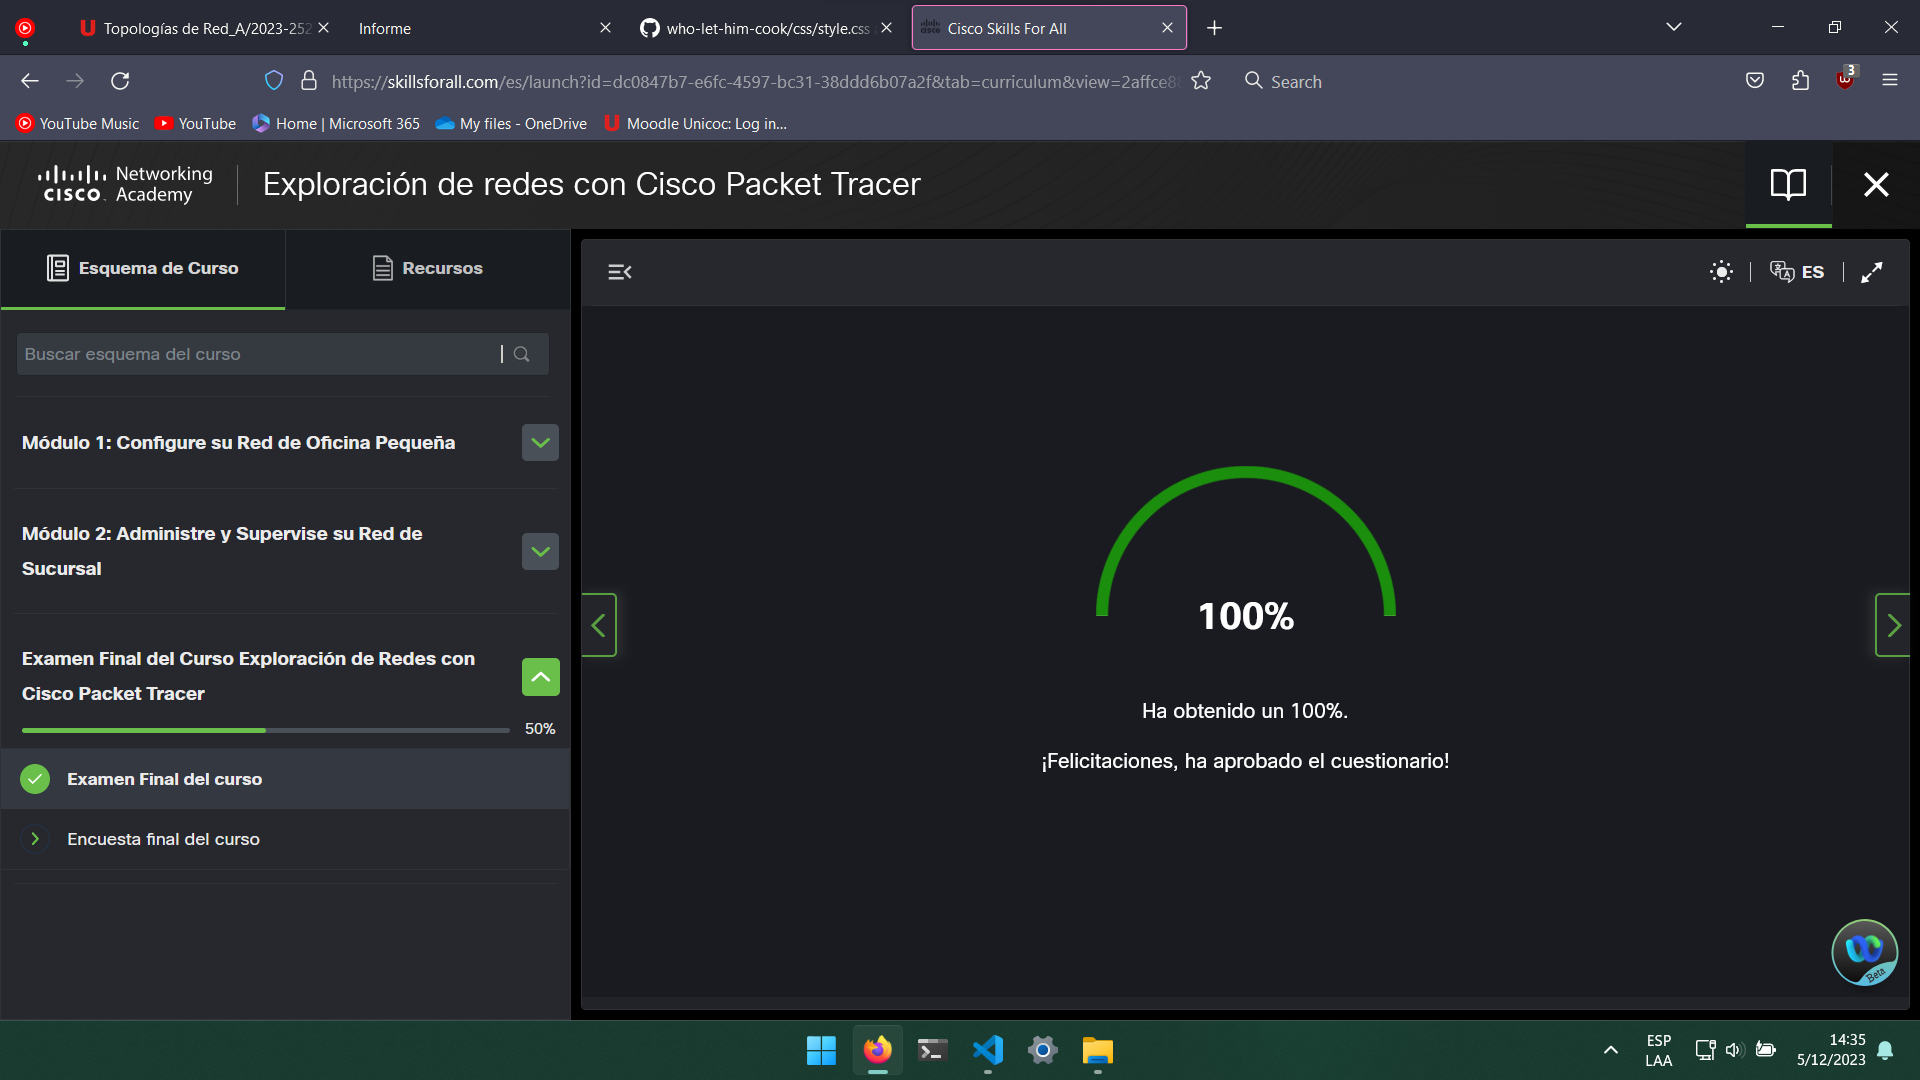 Topologías de Red_A/2023-252
Informe
who-let-him-cook/css/style.css
Cisco Skills For All
https://skillsforall.com/es/launch?id=dc0847b7-e6fc-4597-bc31-38ddd6b07a2f&tab=curriculum&view=2affce88
Search
3
YouTube Music
YouTube
Home | Microsoft 365
My files - OneDrive
Moodle Unicoc: Log in...
CISCO
Networking
Academy
Exploración de redes con Cisco Packet Tracer
Esquema de Curso
Recursos
ES
Buscar esquema del curso
Módulo 1: Configure su Red de Oficina Pequeña
Módulo 2: Administre y Supervise su Red de
Sucursal
Examen Final del Curso Exploración de Redes con
Cisco Packet Tracer
50%
Examen Final del curso
Encuesta final del curso
100%
Ha obtenido un 100%.
¡Felicitaciones, ha aprobado el cuestionario!
Beta
ESP
LAA
14:35
5/12/2023